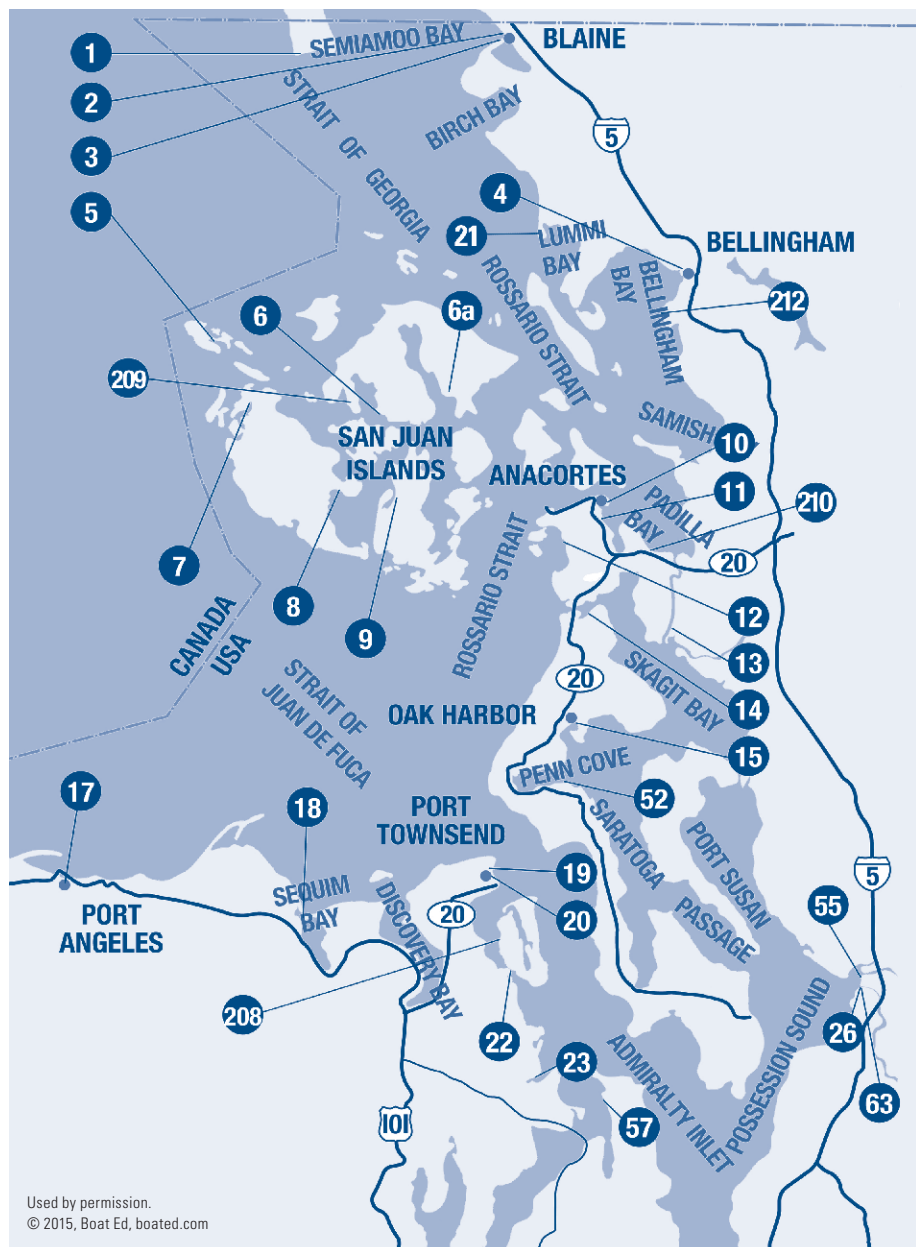 1
SEMIAMOO BAY
BLAINE
2
STRAIT OF GEORGIA
BIRCH BAY
3
5
4
5
21
LUMMI
BAY
BELLINGHAM
ROSSARIO STRAIT
BELLINGHAM
BAY
6
6a
212
209
SAMISH
SAN JUAN
ISLANDS
10
ANACORTES
11
PADILLA
BAY
210
7
8
9
20
ROSSARIO STRAIT
12
CANADA
USA
13
20
SKAGIT BAY
STRAIT OF
JUAN DE FUCA
14
OAK HARBOR
15
17
PENN COVE
52
18
PORT
TOWNSEND
SARATOGA
PASSAGE
PORT SUSAN
19
5
SEQUIM
BAY
DISCOVERY BAY
20
20
55
PORT
ANGELES
208
22
POSSESSION SOUND
26
23
ADMIRALTY INLET
63
57
101
Used by permission.
© 2015, Boat Ed, boated.com